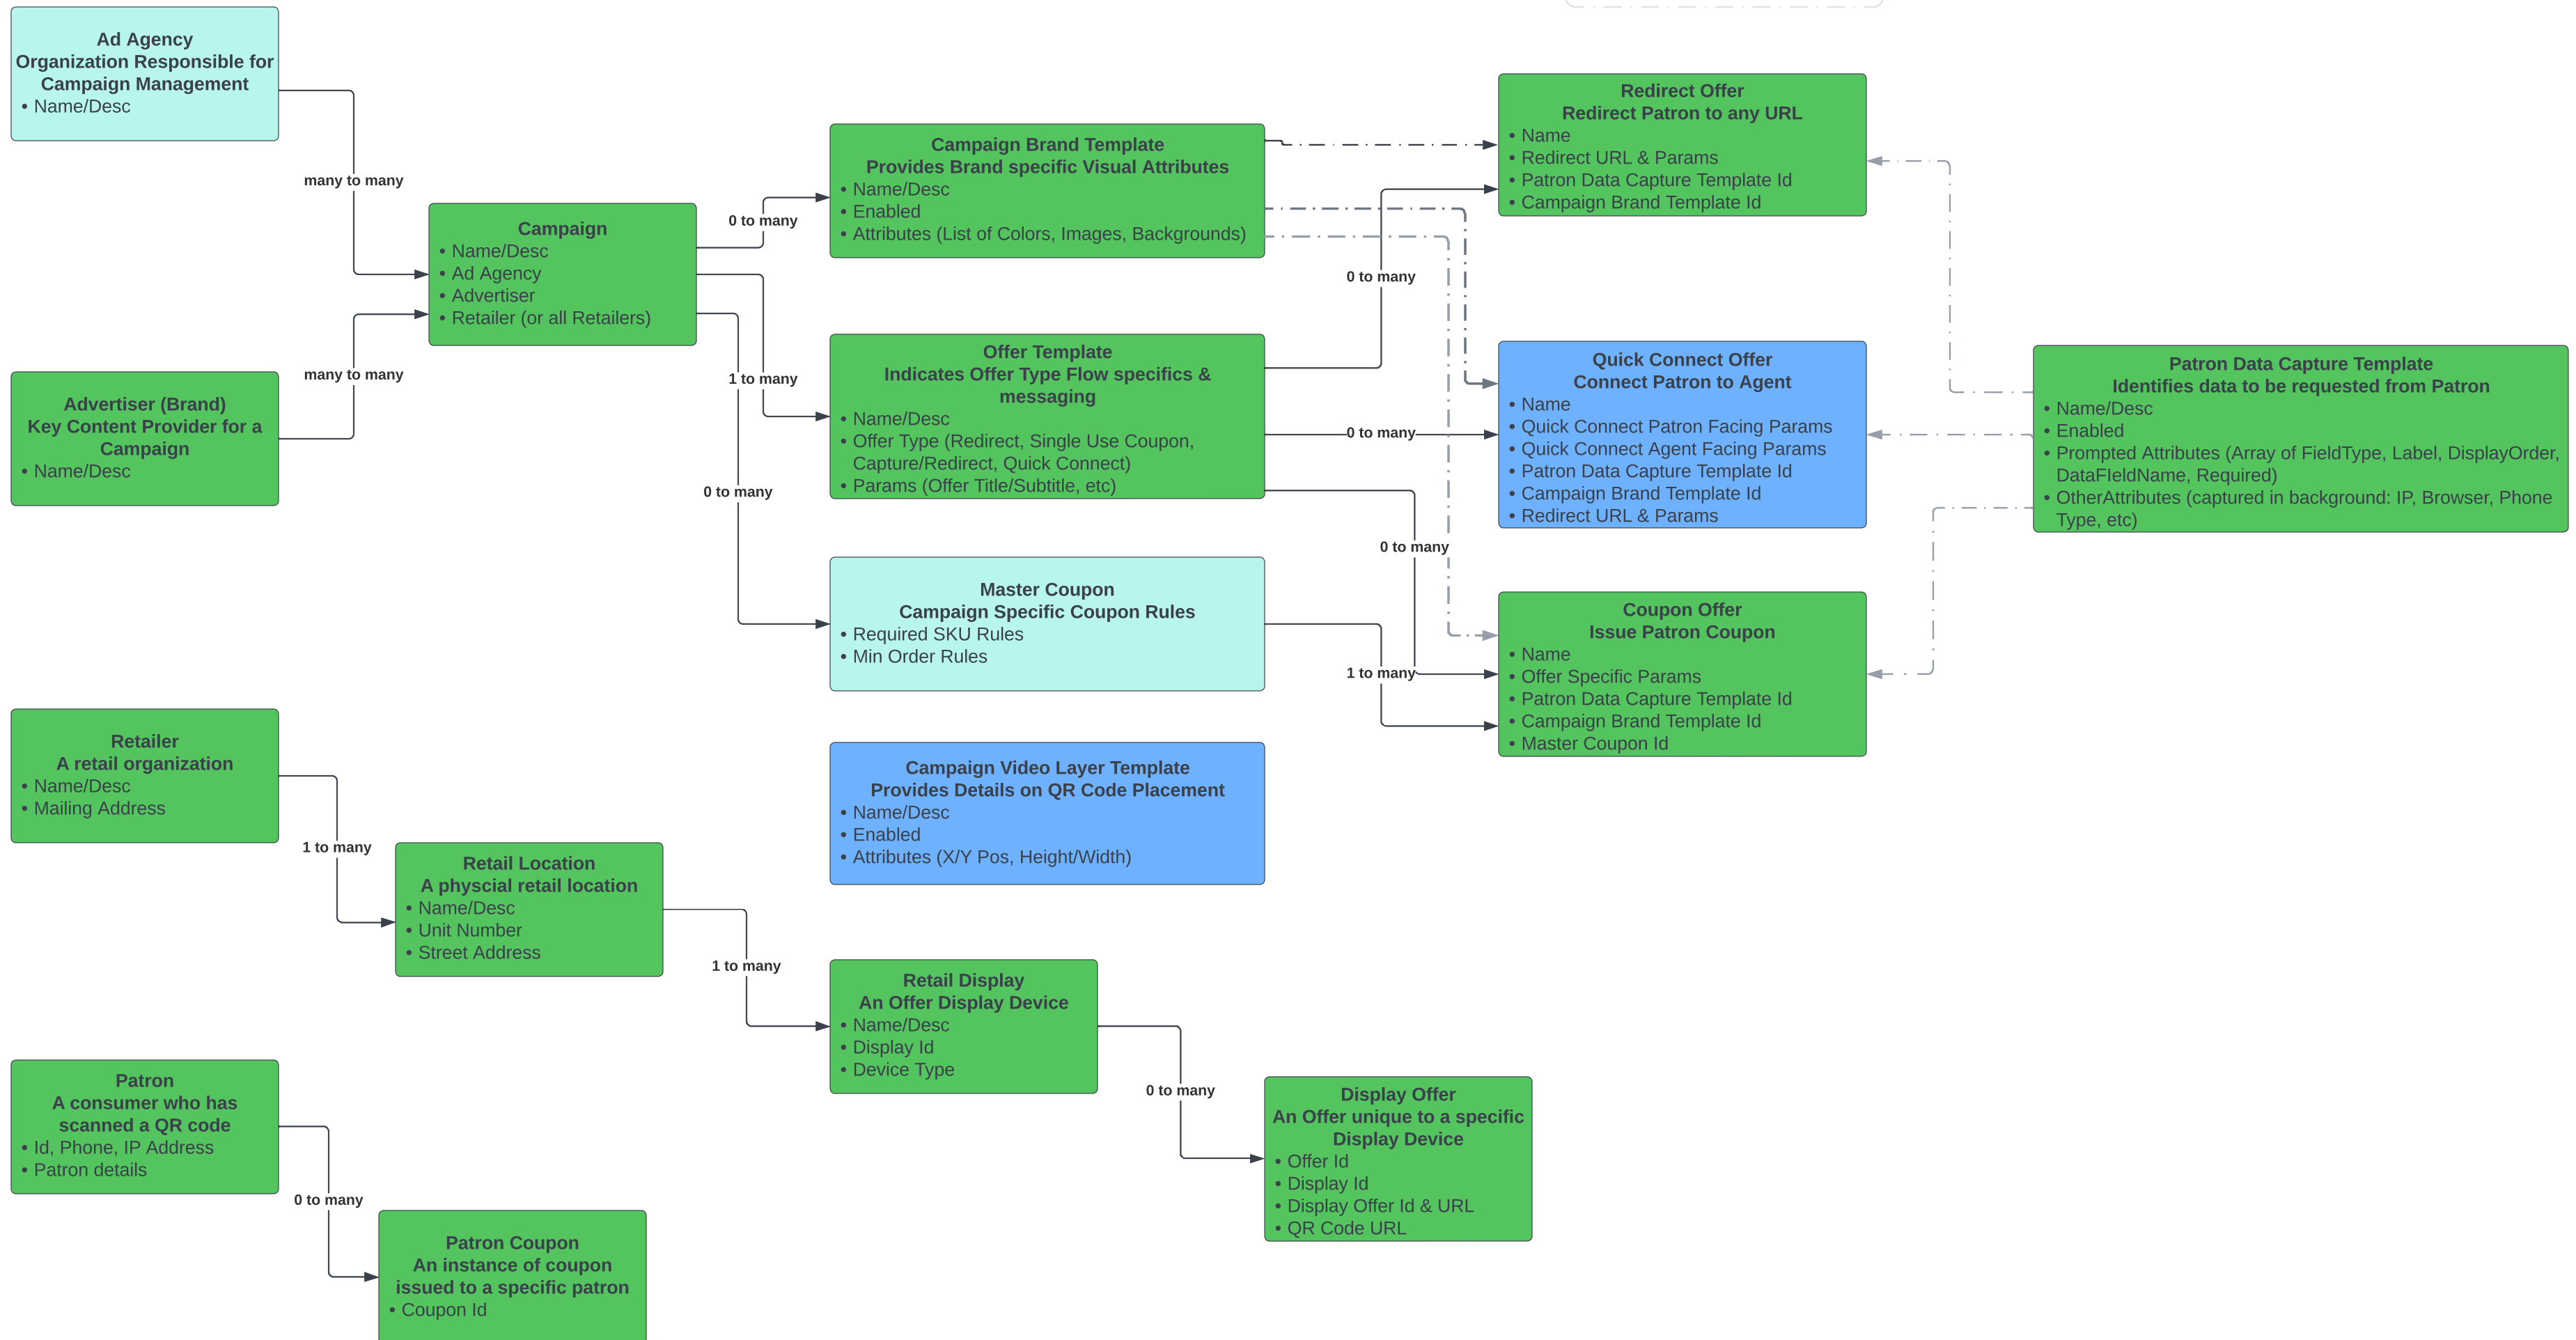 Ad Agency
Organization Responsible for
Campaign Management
• Name/Desc
many to many
Advertiser (Brand)
Key Content Provider for a
Campaign
• Name/Desc
many to many
Campaign
• Name/Desc
• Ad Agency
• Advertiser
• Retailer (or all Retailers)
0 to many
1 to many
0 to many
Campaign Brand Template
Provides Brand specific Visual Attributes
• Name/Desc
• Enabled
• Attributes (List of Colors, Images, Backgrounds)
Offer Template
Indicates Offer Type Flow specifics &
messaging
• Name/Desc
• Offer Type (Redirect, Single Use Coupon,
Capture/Redirect, Quick Connect)
• Params (Offer Title/Subtitle, etc)
Master Coupon
Campaign Specific Coupon Rules
• Required SKU Rules
• Min Order Rules
Campaign Video Layer Template
Provides Details on QR Code Placement
• Name/Desc
• Enabled
• Attributes (X/Y Pos, Height/Width)
0 to many
0 to many
0 to many
1 to many
Redirect Offer
Redirect Patron to any URL
• Name
• Redirect URL & Params
• Patron Data Capture Template Id
• Campaign Brand Template Id
Quick Connect Offer
Connect Patron to Agent
• Name
• Quick Connect Patron Facing Params
• Quick Connect Agent Facing Params
• Patron Data Capture Template Id
• Campaign Brand Template Id
• Redirect URL & Params
Coupon Offer
Issue Patron Coupon
• Name
• Offer Specific Params
• Patron Data Capture Template Id
• Campaign Brand Template Id
• Master Coupon Id
Patron Data Capture Template
Identifies data to be requested from Patron
• Name/Desc
• Enabled
• Prompted Attributes (Array of FieldType, Label, DisplayOrder,
DataFIeldName, Required)
• OtherAttributes (captured in background: IP, Browser, Phone
Type, etc)
Retailer
A retail organization
• Name/Desc
• Mailing Address
1 to many
Retail Location
A physcial retail location
• Name/Desc
• Unit Number
• Street Address
1 to many
Retail Display
An Offer Display Device
• Name/Desc
• Display Id
• Device Type
0 to many
Display Offer
An Offer unique to a specific
Display Device
• Offer Id
• Display Id
• Display Offer Id & URL
• QR Code URL
Patron
A consumer who has
scanned a QR code
• Id, Phone, IP Address
• Patron details
0 to many
Patron Coupon
An instance of coupon
issued to a specific patron
• Coupon Id